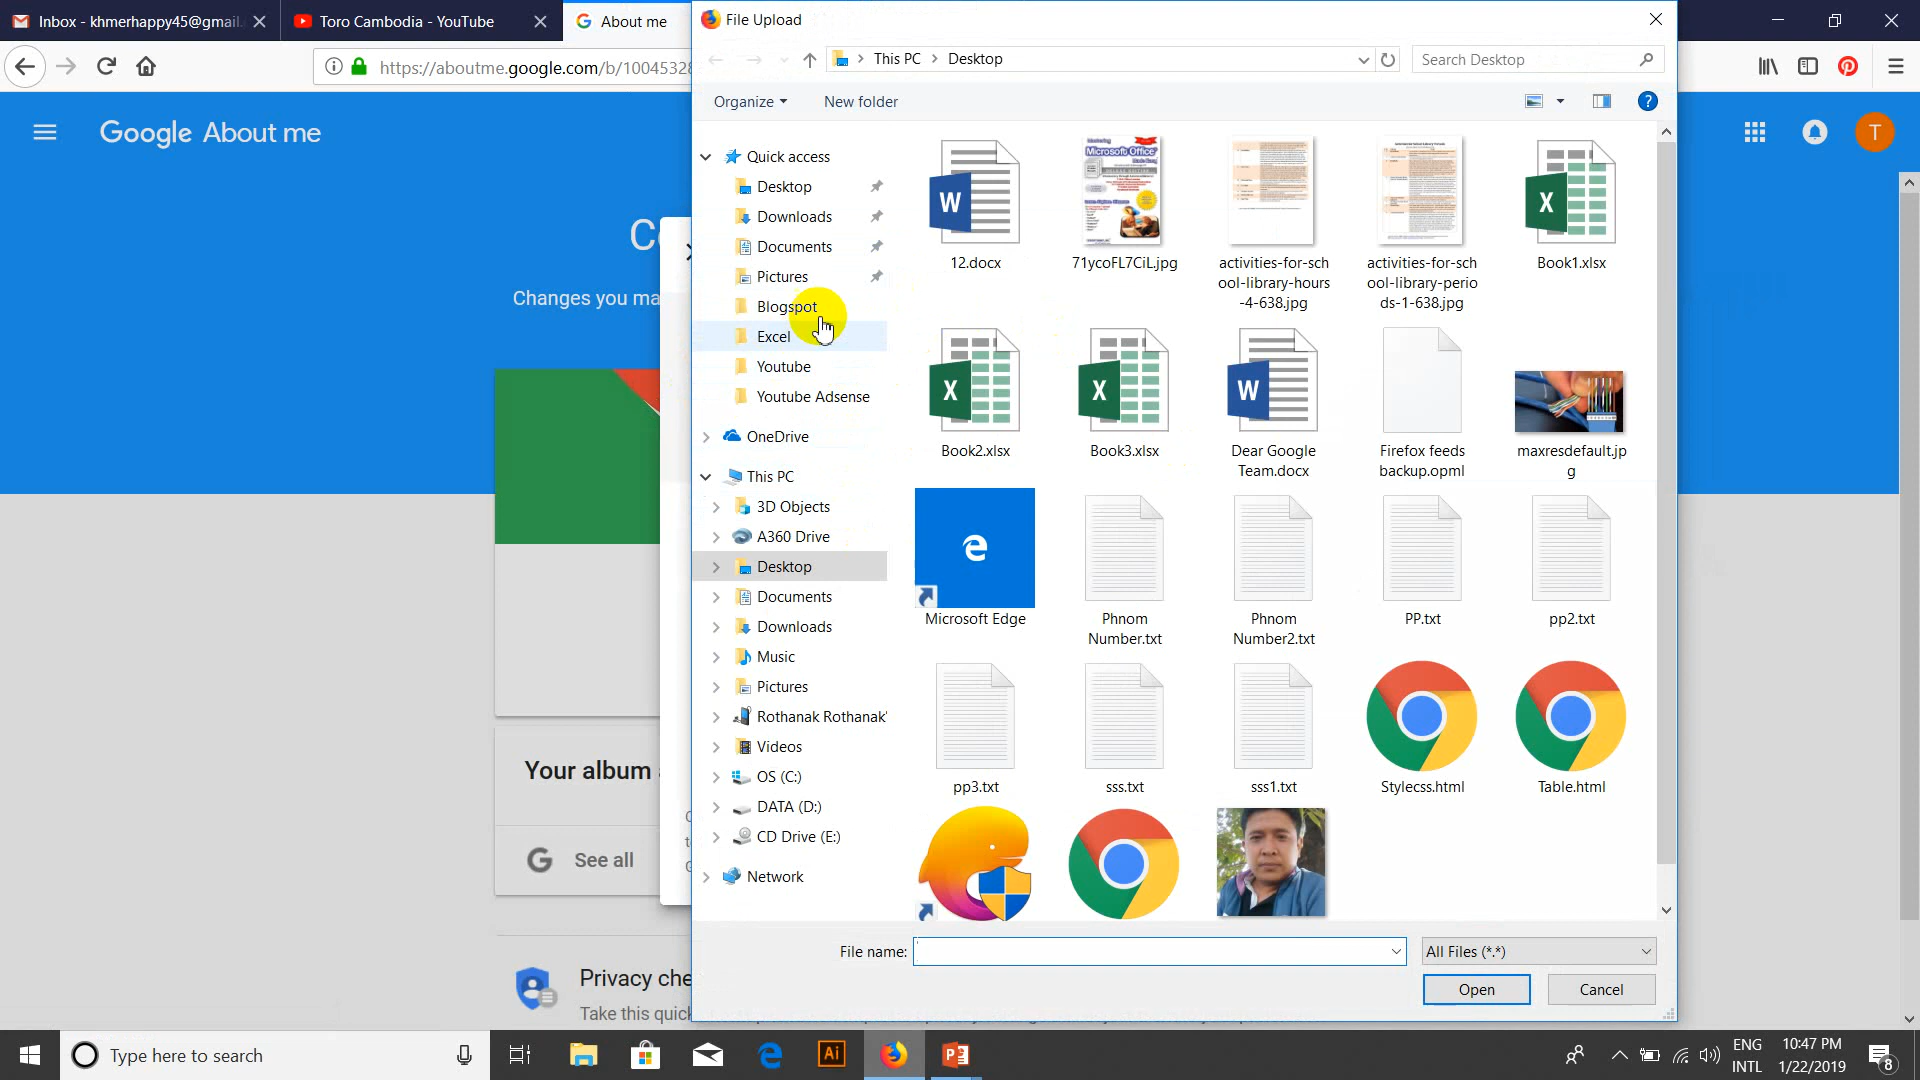 Inbox - khmerhappy45@gmail.
Toro Cambodia - YouTube
About me
File Upload
https://aboutme.google.com/b/1004532
This PC
Desktop
Search Desktop
Organize
New folder
Google About me
T
Changes you ma
Your album
See all
Privacy che
Take this quick
Quick access
Desktop
Downloads
Documents
Pictures
Blogspot
Excel
Youtube
Youtube Adsense
OneDrive
This PC
3D Objects
A360 Drive
Desktop
Documents
Downloads
Music
Pictures
Rothanak Rothanak'
Videos
OS (C:)
DATA (D:)
CD Drive (E:)
Network
Microsoft Office
12.docx
71ycoFL7CiL.jpg
activities-for-sch
ool-library-hours
-4-638.jpg
activities-for-sch
ool-library-perio
ds-1-638.jpg
Book1.xlsx
Book2.xlsx
Book3.xlsx
Dear Google
Team.docx
Firefox feeds
backup.opml
maxresdefault.jp
g
Microsoft Edge
Phnom
Number.txt
Phnom
Number2.txt
PP.txt
pp2.txt
pp3.txt
sss.txt
sss1.txt
Stylecss.html
Table.html
File name:
All Files (*.*)
Open
Cancel
Type here to search
Ai
ENG
INTL
10:47 PM
1/22/2019
8